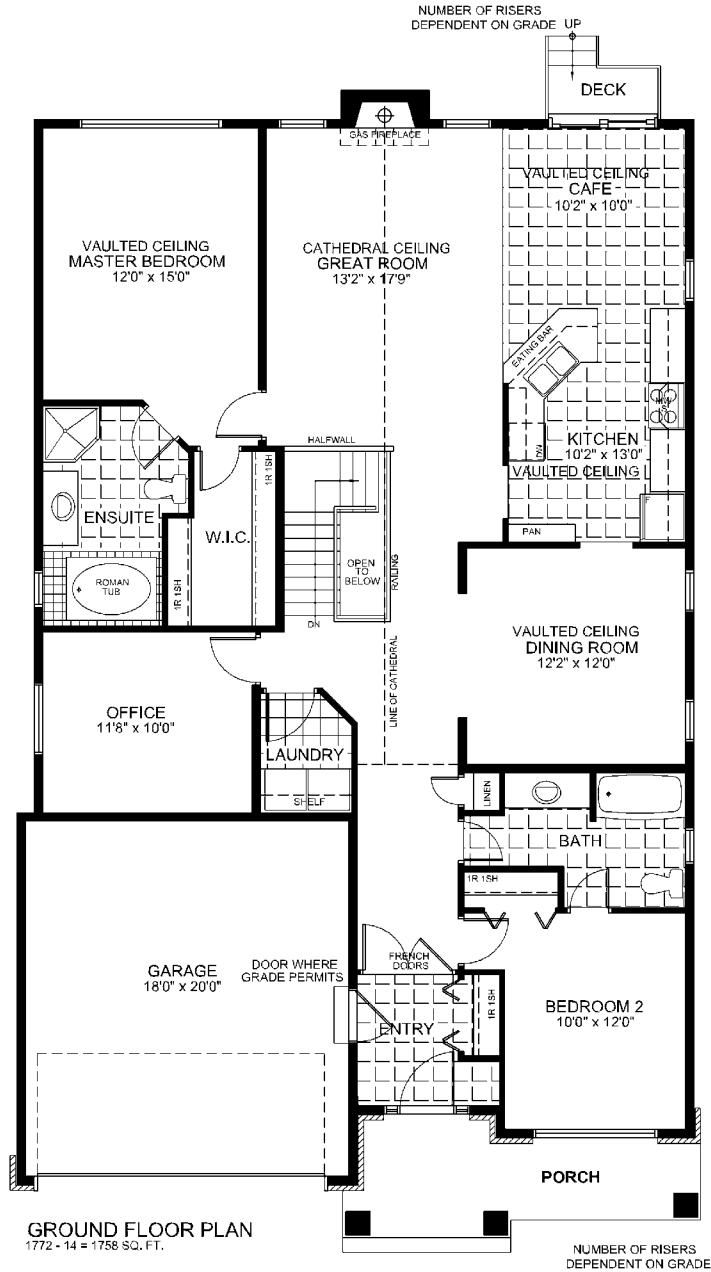 NUMBER OF RISERS
DEPENDENT ON GRADE
UP
DECK
GAS FIREPLACE
VAULTED CEILING
CAFE
10'2" x 10'0"
VAULTED CEILING
MASTER BEDROOM
12'0" x 15'0"
CATHEDRAL CEILING
GREAT ROOM
13'2" x 17'9"
EATING BAR
HALFWALL
DW
KITCHEN
10'2" x 13'0"
VAULTED CEILING
1R 1SH
ENSUITE
F
W.I.C.
PAN
OPEN
TO
BELOW
RAILING
ROMAN
TUB
1R 1SH
DN
VAULTED CEILING
DINING ROOM
12'2" x 12'0"
LINE OF CATHEDRAL
OFFICE
11'8" x 10'0"
LAUNDRY
SHELF
LINEN
BATH
1R 1SH
FRENCH
DOORS
DOOR WHERE
GRADE PERMITS
GARAGE
18'0" x 20'0"
1R 1SH
ENTRY
BEDROOM 2
10'0" x 12'0"
PORCH
GROUND FLOOR PLAN
1772 - 14 = 1758 SQ. FT.
NUMBER OF RISERS
DEPENDENT ON GRADE